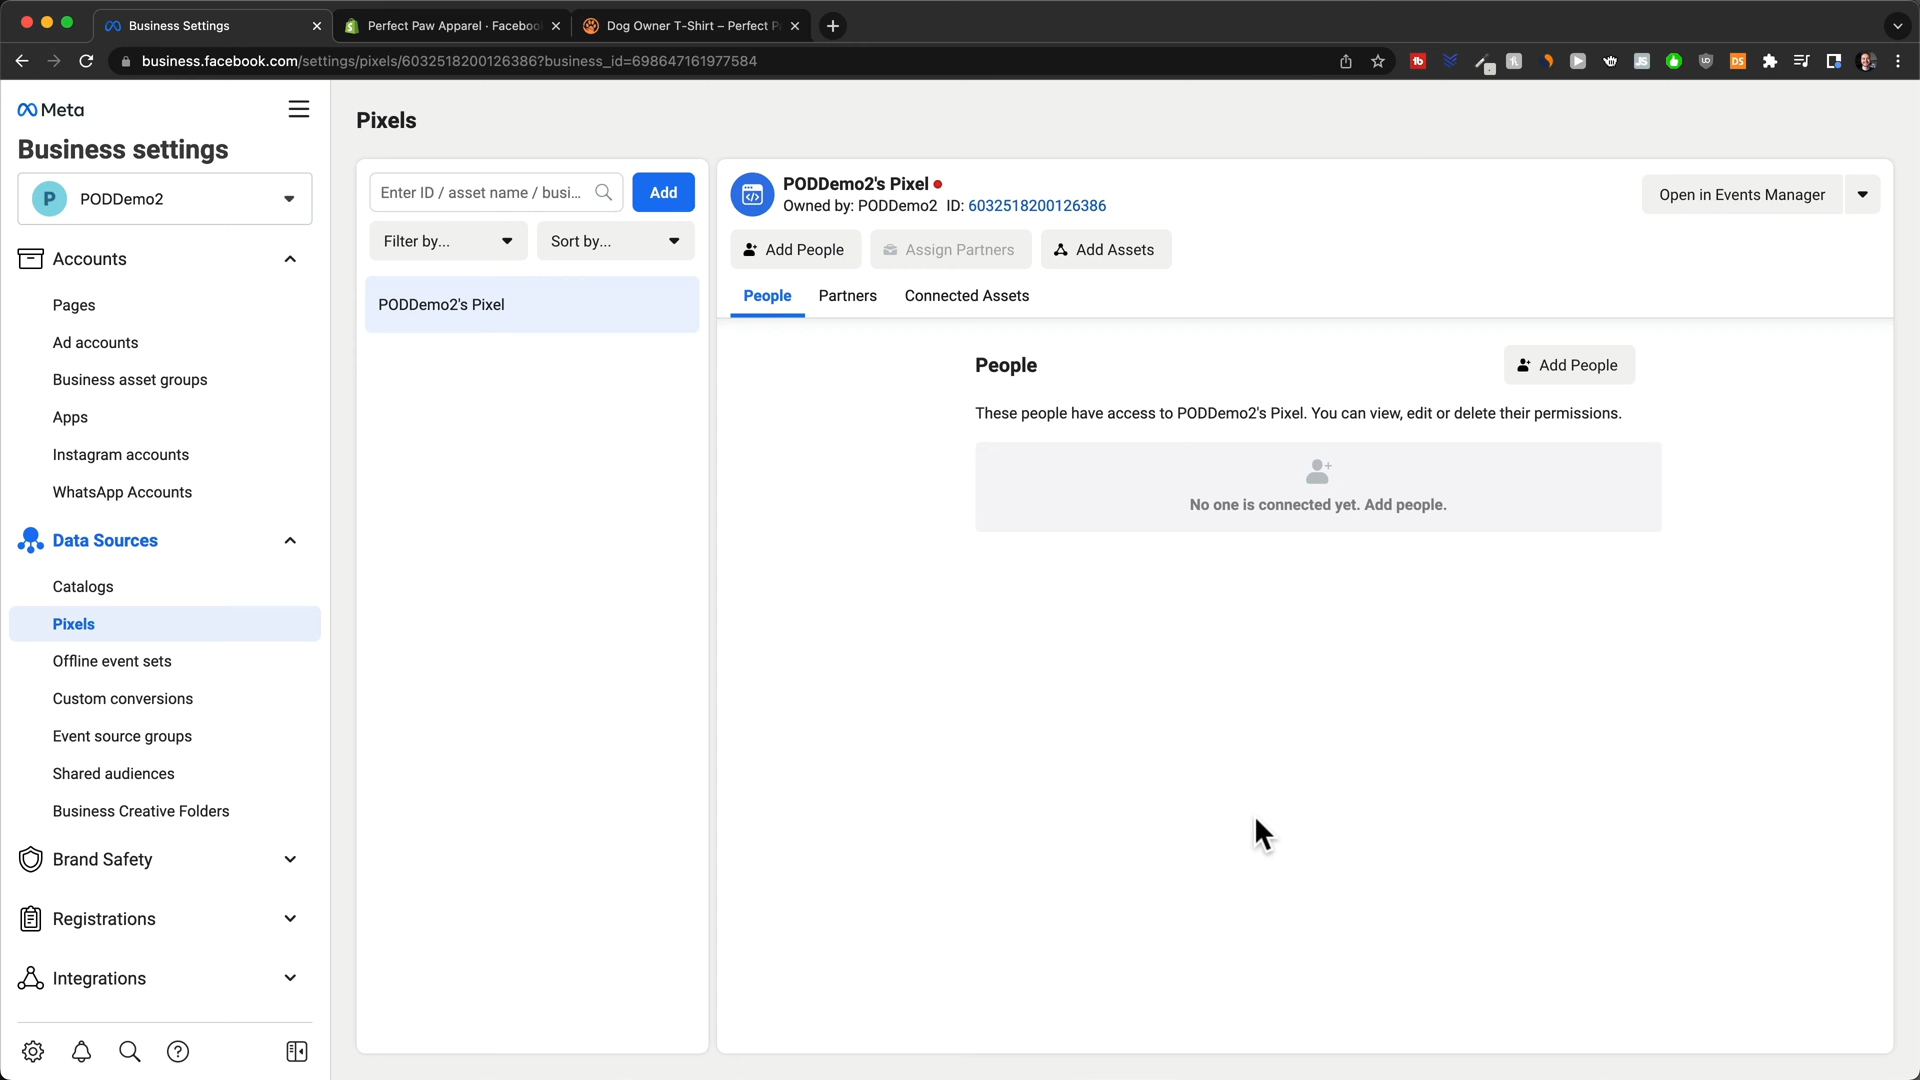 Business Settings
Perfect Paw Apparel · Facebook
Dog Owner T-Shirt – Perfect P
business.facebook.com/settings/pixels/6032518200126386?business_id=698647161977584
Meta
Business settings
P PODDemo2
Accounts
Pages
Ad accounts
Business asset groups
Apps
Instagram accounts
WhatsApp Accounts
Data Sources
Catalogs
Pixels
Offline event sets
Custom conversions
Event source groups
Shared audiences
Business Creative Folders
Brand Safety
Registrations
Integrations
Pixels
Enter ID / asset name / busi...
Add
Filter by...
Sort by...
PODDemo2's Pixel
PODDemo2's Pixel
Owned by: PODDemo2 ID: 6032518200126386
Open in Events Manager
Add People
Assign Partners
Add Assets
People
Partners
Connected Assets
People
Add People
These people have access to PODDemo2's Pixel. You can view, edit or delete their permissions.
No one is connected yet. Add people.